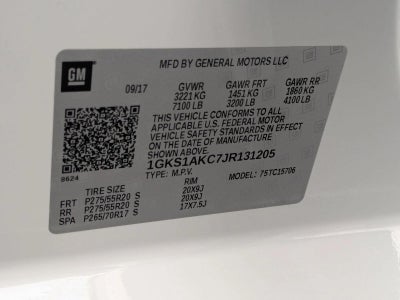 GM
MFD BY GENERAL MOTORS LLC
09/17 GVWR GAWR FRT GAWR RR
3221 KG 1451 KG 1860 KG
7100 LB 3200 LB 4100 LB
THIS VEHICLE CONFORMS TO ALL
APPLICABLE U.S. FEDERAL MOTOR
VEHICLE SAFETY STANDARDS IN EFFECT
ON THE DATE OF MANUFACTURE
SHOWN ABOVE.
1GKS1AKC7JR131205
8624 TYPE: M.P.V. MODEL: 75TC15706
TIRE SIZE RIM
FRT P275/55R20 S 20X9J
RR P275/55R20 S 20X9J
SPA P265/70R17 S 17X7.5J